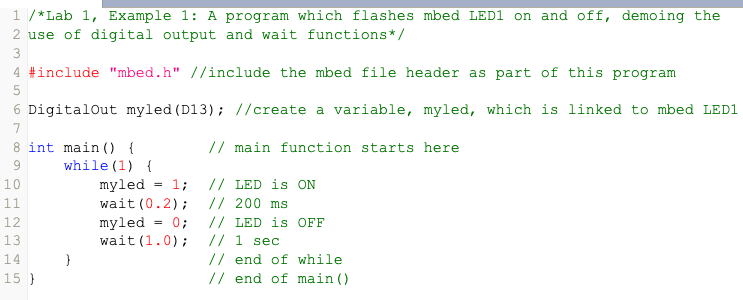 1 /*Lab 1, Example 1: A program which flashes mbed LED1 on and off, demoing the
2 use of digital output and wait functions*/
3
4 #include "mbed.h" //include the mbed file header as part of this program
5
6 DigitalOut myled(D13); //create a variable, myled, which is linked to mbed LED1
7
8 int main() { // main function starts here
9 while(1) {
10 myled = 1; // LED is ON
11 wait(0.2); // 200 ms
12 myled = 0; // LED is OFF
13 wait(1.0); // 1 sec
14 } // end of while
15 } // end of main()